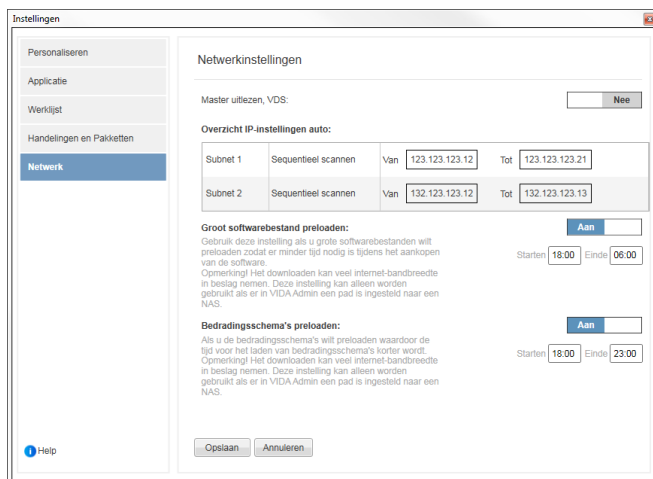 Instellingen
Personaliseren
Applicatie
Werklijst
Handelingen en Pakketten
Netwerk
Help
Netwerkinstellingen
Master uitlezen, VDS:
Nee
Overzicht IP-instellingen auto:
Subnet 1 Sequentieel scannen Van 123.123.123.12 Tot 123.123.123.21
Subnet 2 Sequentieel scannen Van 132.123.123.12 Tot 132.123.123.13
Groot softwarebestand preloaden:
Aan
Gebruik deze instelling als u grote softwarebestanden wilt
preloaden zodat er minder tijd nodig is tijdens het aankopen
van de software.
Starten 18:00 Einde 06:00
Opmerking! Het downloaden kan veel internet-bandbreedte
in beslag nemen. Deze instelling kan alleen worden
gebruikt als er in VIDA Admin een pad is ingesteld naar een
NAS.
Bedradingsschema's preloaden:
Aan
Als u de bedradingsschema's wilt preloaden waardoor de
tijd voor het laden van bedradingsschema's korter wordt.
Starten 18:00 Einde 23:00
Opmerking! Het downloaden kan veel internet-bandbreedte
in beslag nemen. Deze instelling kan alleen worden
gebruikt als er in VIDA Admin een pad is ingesteld naar een
NAS.
Opslaan
Annuleren